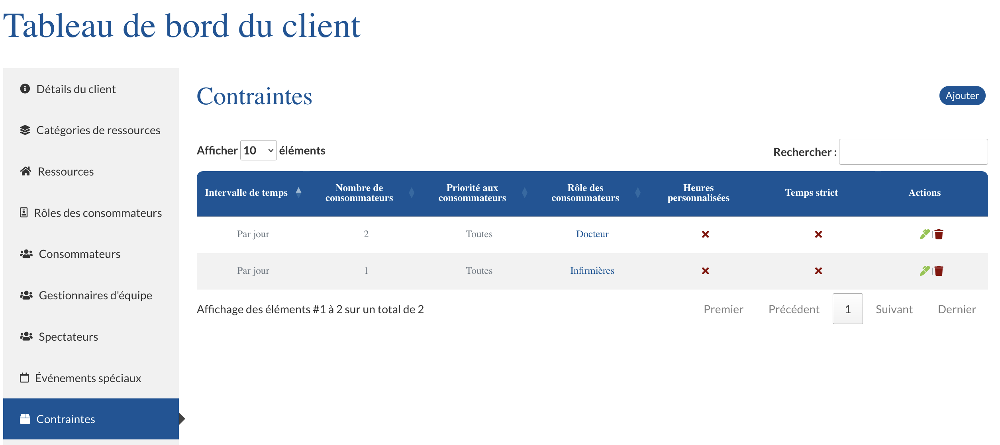 Tableau de bord du client
Détails du client
Catégories de ressources
Ressources
Rôles des consommateurs
Consommateurs
Gestionnaires d'équipe
Spectateurs
Événements spéciaux
Contraintes
Contraintes
Ajouter
Afficher 10 éléments
Rechercher :
Intervalle de temps
Nombre de
consommateurs
Priorité aux
consommateurs
Rôle des
consommateurs
Heures
personnalisées
Temps strict
Actions
Par jour 2 Toutes Docteur
Par jour 1 Toutes Infirmières
Affichage des éléments #1 à 2 sur un total de 2
Premier Précédent 1 Suivant Dernier